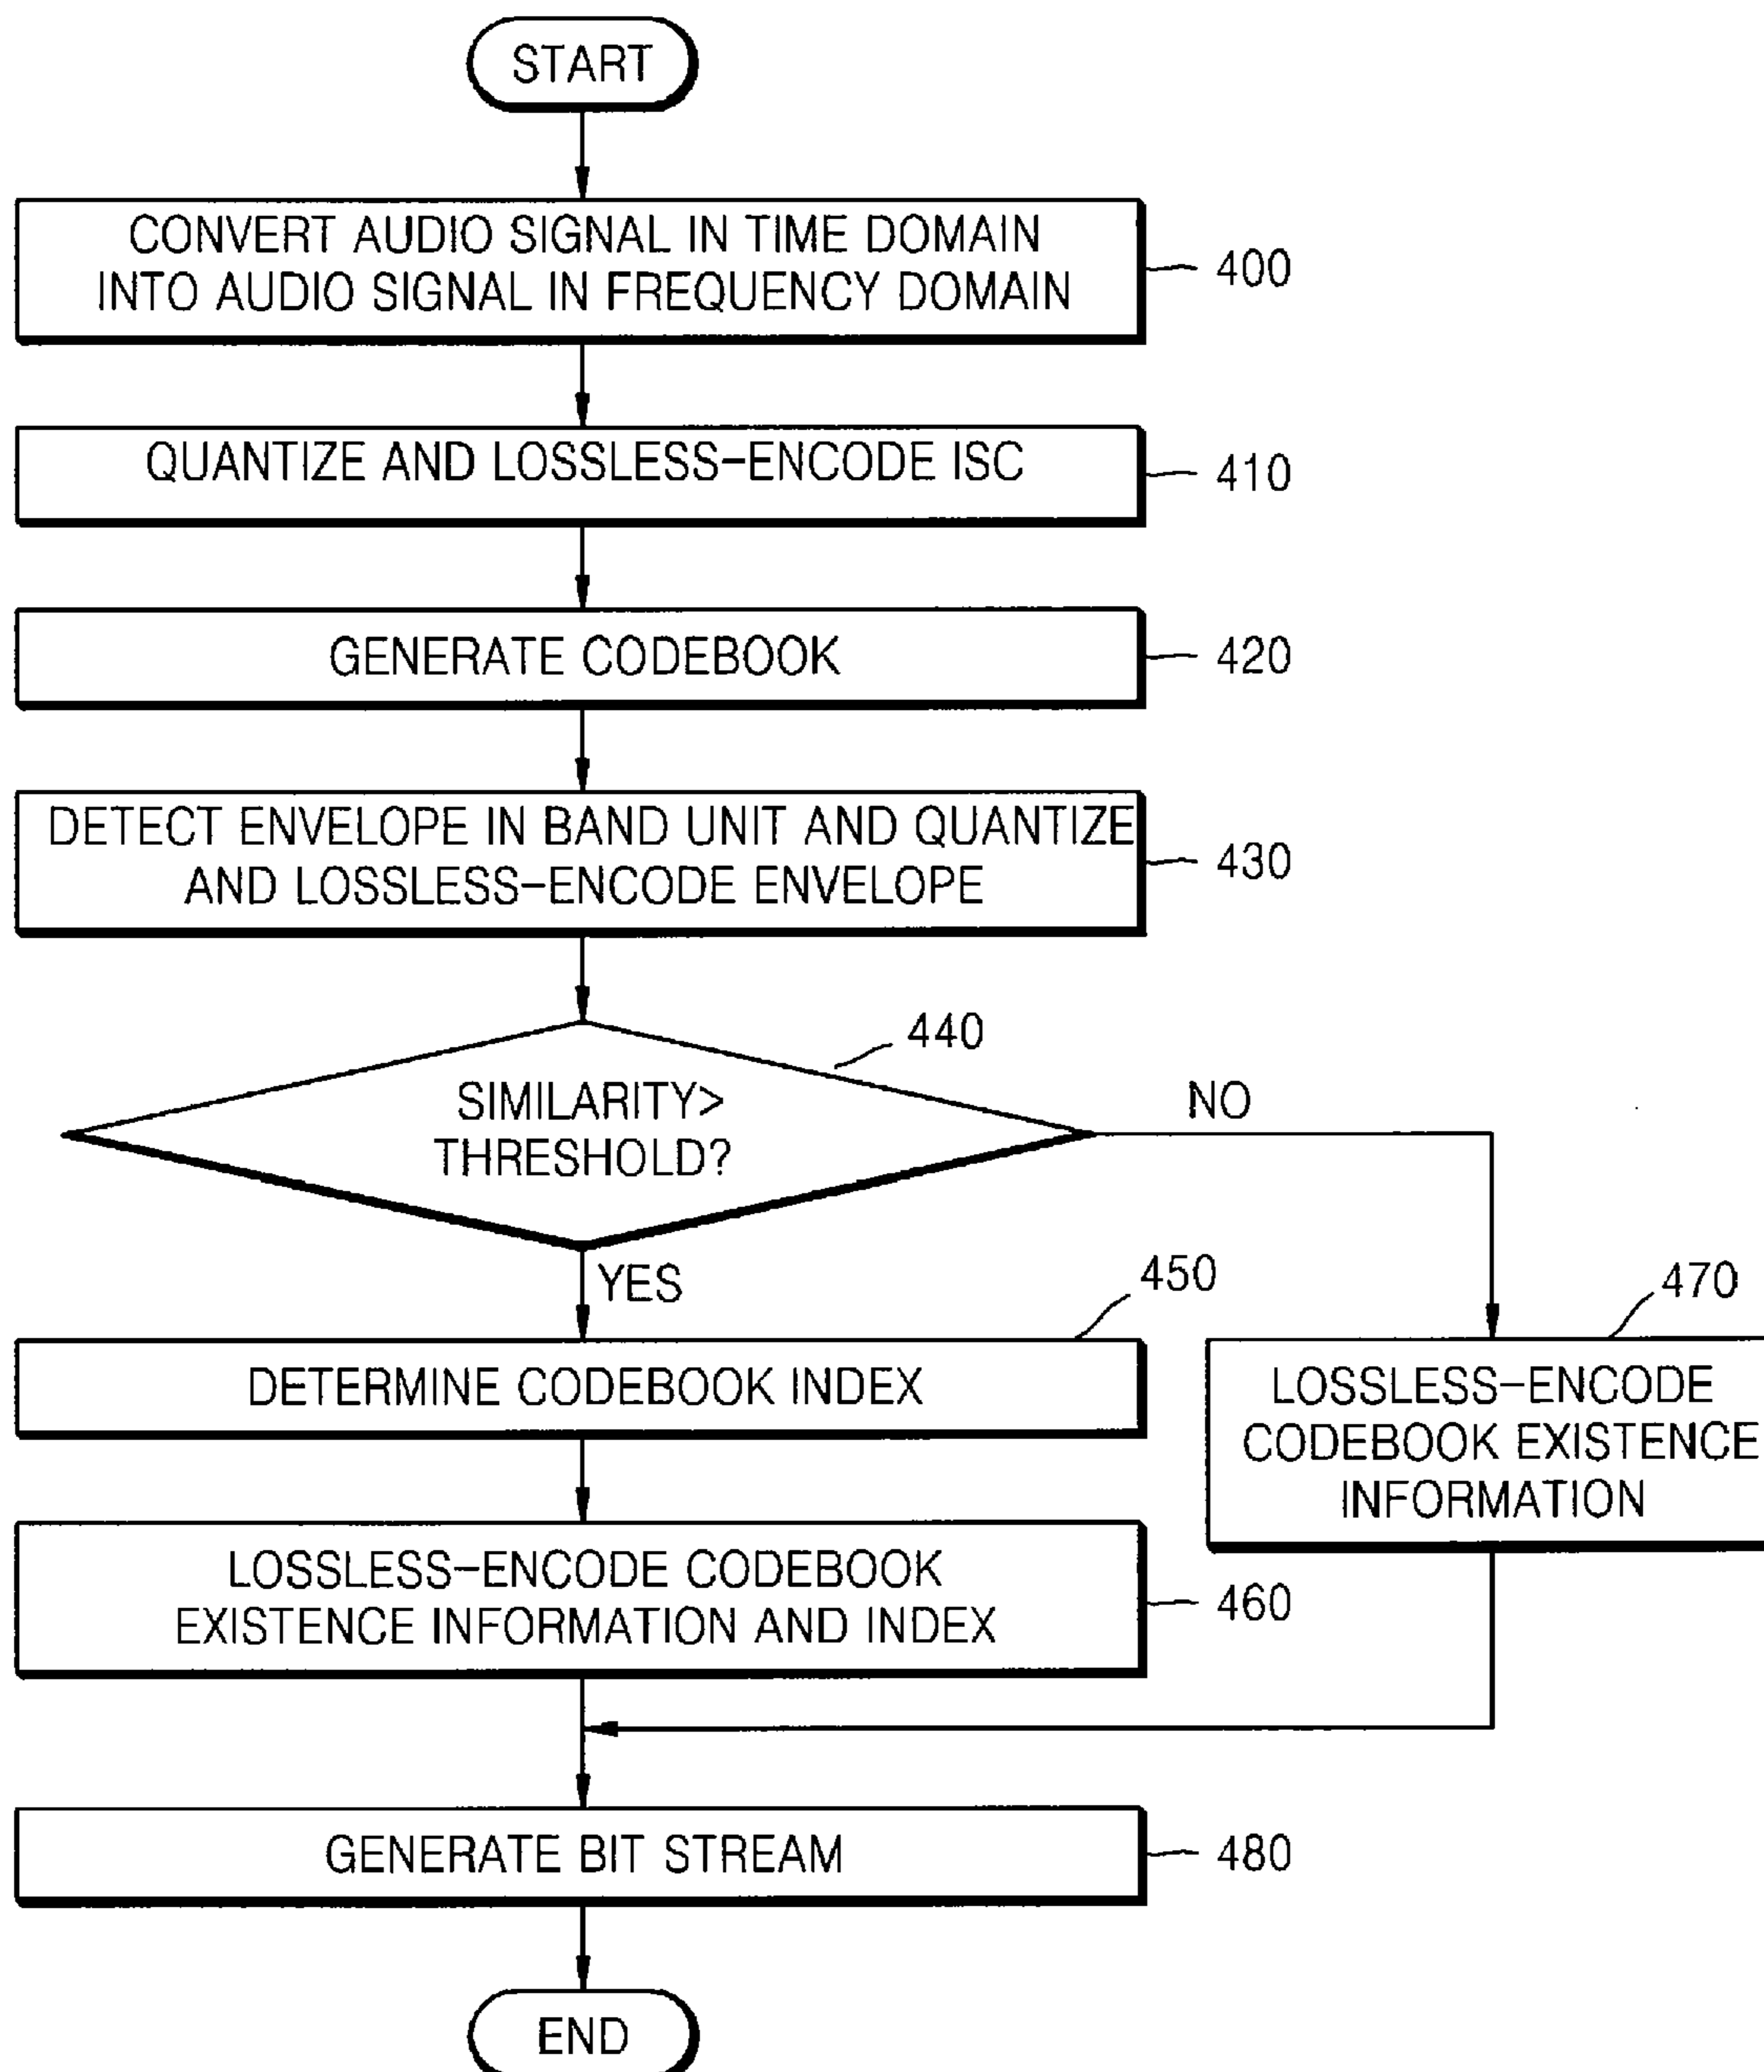 START
CONVERT AUDIO SIGNAL IN TIME DOMAIN
INTO AUDIO SIGNAL IN FREQUENCY DOMAIN
400
QUANTIZE AND LOSSLESS-ENCODE ISC
410
GENERATE CODEBOOK
420
DETECT ENVELOPE IN BAND UNIT AND QUANTIZE
AND LOSSLESS-ENCODE ENVELOPE
430
440
SIMILARITY>
THRESHOLD?
NO
YES
450
DETERMINE CODEBOOK INDEX
470
LOSSLESS-ENCODE
CODEBOOK EXISTENCE
INFORMATION
LOSSLESS-ENCODE CODEBOOK
EXISTENCE INFORMATION AND INDEX
460
GENERATE BIT STREAM
480
END